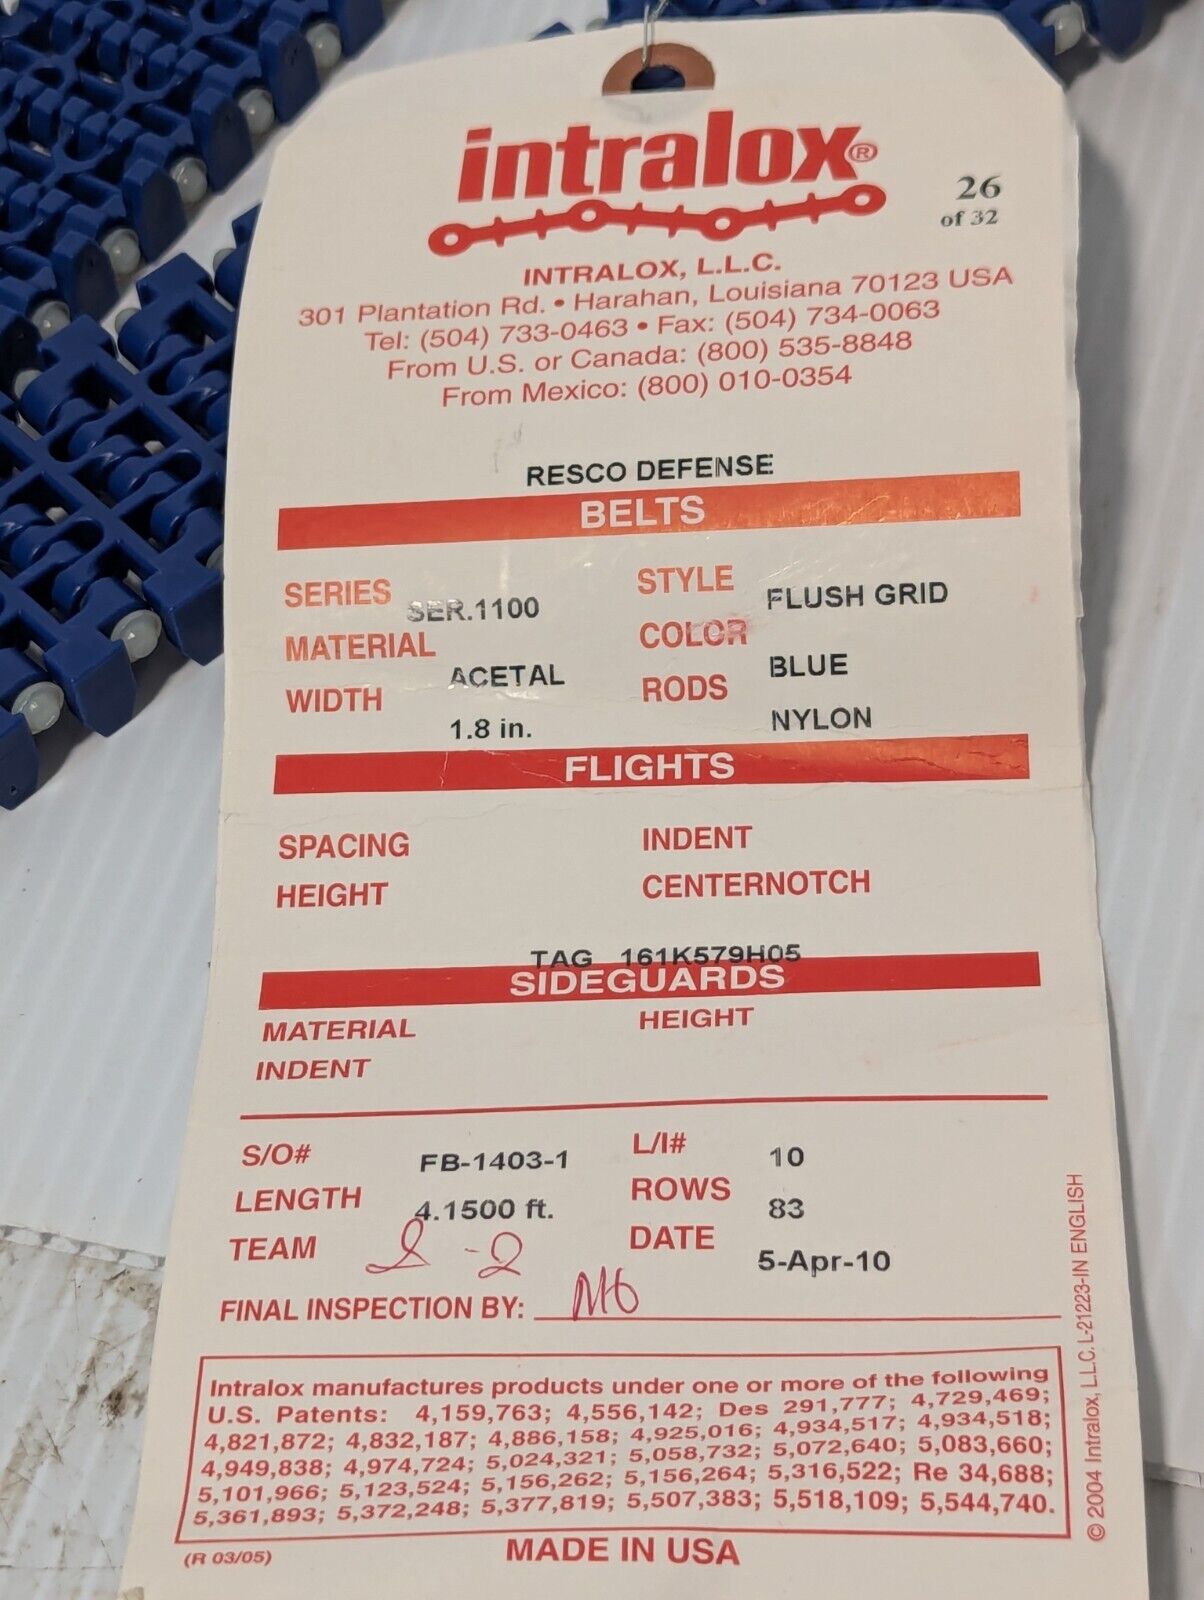 intralox®
26
of 32
INTRALOX, L.L.C.
301 Plantation Rd. • Harahan, Louisiana 70123 USA
Tel: (504) 733-0463 • Fax: (504) 734-0063
From U.S. or Canada: (800) 535-8848
From Mexico: (800) 010-0354
RESCO DEFENSE
BELTS
SERIES SER.1100 STYLE FLUSH GRID
MATERIAL ACETAL COLOR BLUE
WIDTH 1.8 in. RODS NYLON
FLIGHTS
SPACING INDENT
HEIGHT CENTERNOTCH
TAG 161K579H05
SIDEGUARDS
MATERIAL HEIGHT
INDENT
S/O# FB-1403-1 L/I# 10
LENGTH 4.1500 ft. ROWS 83
TEAM DATE 5-Apr-10
FINAL INSPECTION BY:
Intralox manufactures products under one or more of the following
U.S. Patents: 4,159,763; 4,556,142; Des 291,777; 4,729,469;
4,821,872; 4,832,187; 4,886,158; 4,925,016; 4,934,517; 4,934,518;
4,949,838; 4,974,724; 5,024,321; 5,058,732; 5,072,640; 5,083,660;
5,101,966; 5,123,524; 5,156,262; 5,156,264; 5,316,522; Re 34,688;
5,361,893; 5,372,248; 5,377,819; 5,507,383; 5,518,109; 5,544,740.
(R 03/05)
MADE IN USA
© 2004 Intralox, L.L.C. L-21223-IN ENGLISH